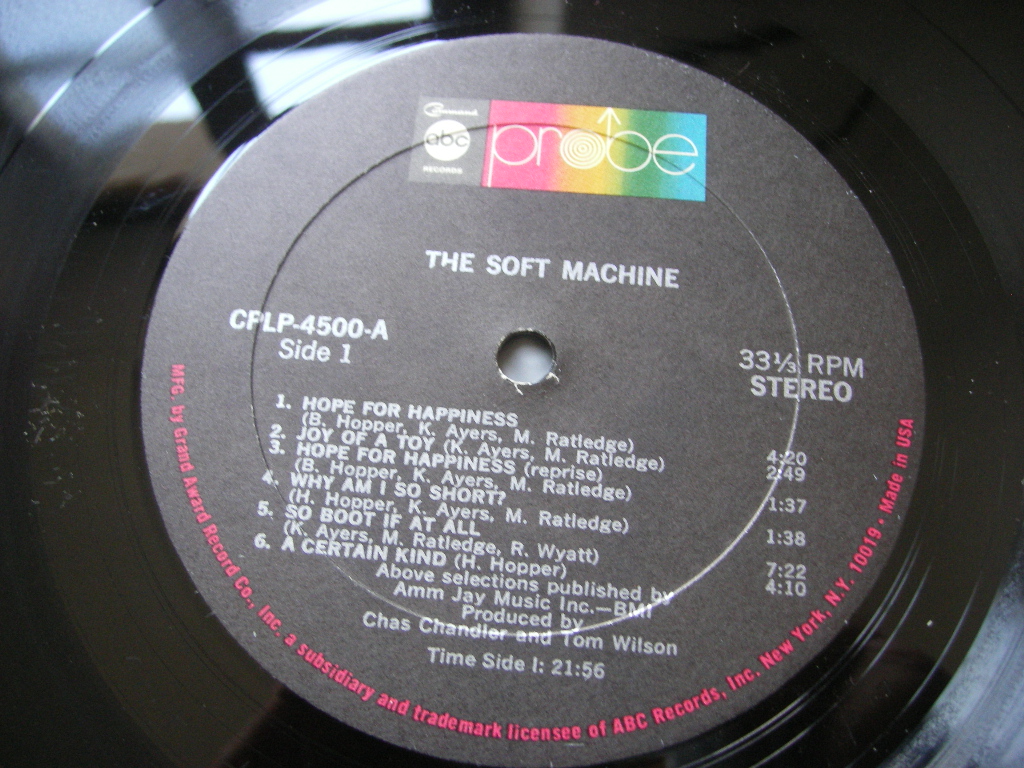 Command
abc
RECORDS
probe
THE SOFT MACHINE
CPLP-4500-A
Side 1
33⅓ RPM
STEREO
1. HOPE FOR HAPPINESS
(B. Hopper, K. Ayers, M. Ratledge) 4:20
2. JOY OF A TOY (K. Ayers, M. Ratledge) 2:49
3. HOPE FOR HAPPINESS (reprise)
(B. Hopper, K. Ayers, M. Ratledge) 1:37
4. WHY AM I SO SHORT?
(H. Hopper, K. Ayers, M. Ratledge) 1:38
5. SO BOOT IF AT ALL
(K. Ayers, M. Ratledge, R. Wyatt) 7:22
6. A CERTAIN KIND (H. Hopper) 4:10
Above selections published by
Amm Jay Music Inc.—BMI
Produced by
Chas Chandler and Tom Wilson
Time Side I: 21:56
MFG. by Grand Award Record Co., Inc. a subsidiary and trademark licensee of ABC Records, Inc. New York, N.Y. 10019 • Made in USA